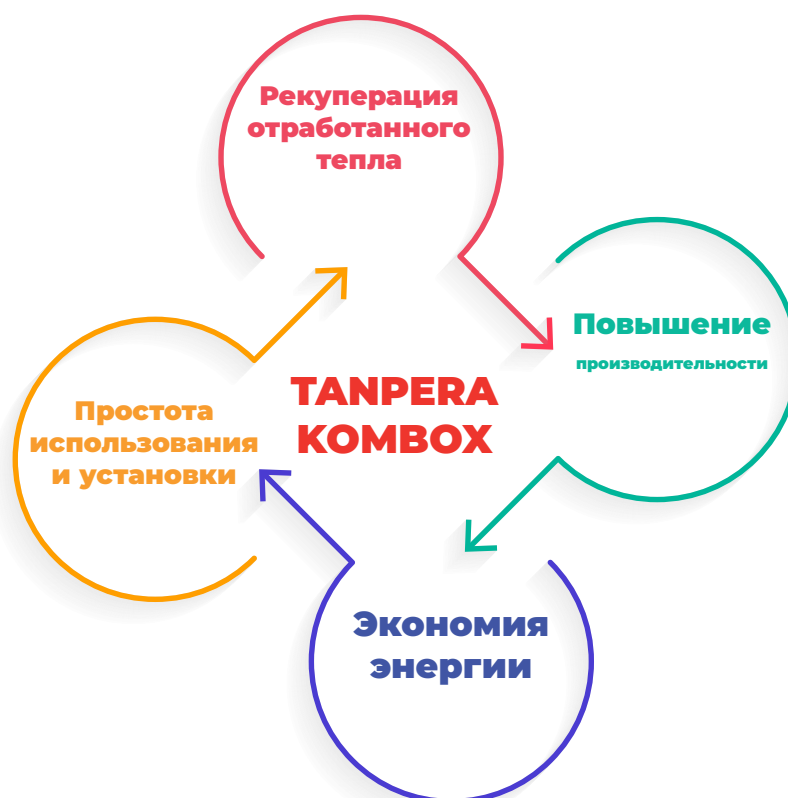 Рекуперация
отработанного
тепла
Повышение
производительности
TANPERA
KOMBOX
Простота
использования
и установки
Экономия
энергии